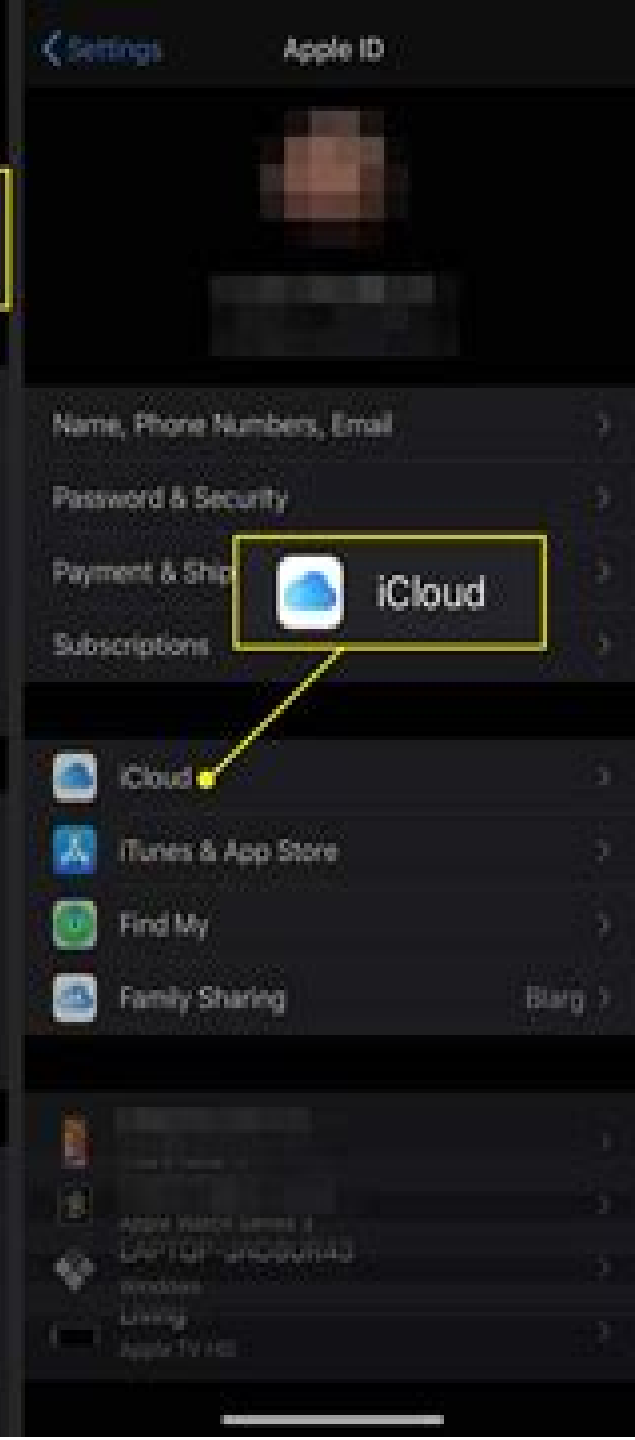 Settings
Apple ID
Name, Phone Numbers, Email
Password & Security
Payment & Ship
iCloud
Subscriptions
iCloud
iTunes & App Store
Find My
Family Sharing
Blarg
Apple Watch Series 3
Windows
Living
Apple TV HD